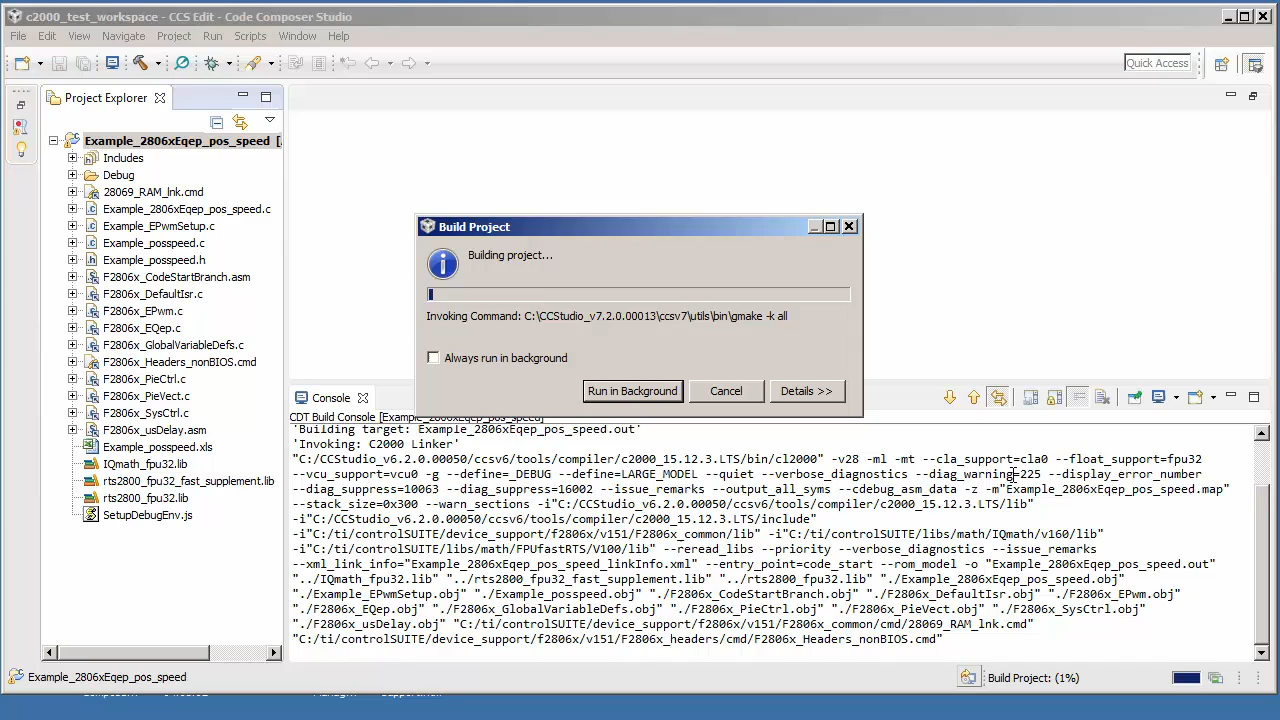 c2000_test_workspace - CCS Edit - Code Composer Studio
File Edit View Navigate Project Run Scripts Window Help
Quick Access
Project Explorer
Example_2806xEqep_pos_speed [
Includes
Debug
28069_RAM_lnk.cmd
Example_2806xEqep_pos_speed.c
Example_EPwmSetup.c
Example_posspeed.c
Example_posspeed.h
F2806x_CodeStartBranch.asm
F2806x_DefaultIsr.c
F2806x_EPwm.c
F2806x_EQep.c
F2806x_GlobalVariableDefs.c
F2806x_Headers_nonBIOS.cmd
F2806x_PieCtrl.c
F2806x_PieVect.c
F2806x_SysCtrl.c
F2806x_usDelay.asm
Example_posspeed.xls
IQmath_fpu32.lib
rts2800_fpu32_fast_supplement.lib
rts2800_fpu32.lib
SetupDebugEnv.js
Build Project
Building project...
Invoking Command: C:\CCStudio_v7.2.0.00013\ccsv7\utils\bin\gmake -k all
Always run in background
Run in Background Cancel Details >>
Console
CDT Build Console [Example_2806xEqep_pos_speed]
'Building target: Example_2806xEqep_pos_speed.out'
'Invoking: C2000 Linker'
"C:/CCStudio_v6.2.0.00050/ccsv6/tools/compiler/c2000_15.12.3.LTS/bin/cl2000" -v28 -ml -mt --cla_support=cla0 --float_support=fpu32
--vcu_support=vcu0 -g --define=_DEBUG --define=LARGE_MODEL --quiet --verbose_diagnostics --diag_warning=225 --display_error_number
--diag_suppress=10063 --diag_suppress=16002 --issue_remarks --output_all_syms --cdebug_asm_data -z -m"Example_2806xEqep_pos_speed.map"
--stack_size=0x300 --warn_sections -i"C:/CCStudio_v6.2.0.00050/ccsv6/tools/compiler/c2000_15.12.3.LTS/lib"
-i"C:/CCStudio_v6.2.0.00050/ccsv6/tools/compiler/c2000_15.12.3.LTS/include"
-i"C:/ti/controlSUITE/device_support/f2806x/v151/F2806x_common/lib" -i"C:/ti/controlSUITE/libs/math/IQmath/v160/lib"
-i"C:/ti/controlSUITE/libs/math/FPUfastRTS/V100/lib" --reread_libs --priority --verbose_diagnostics --issue_remarks
--xml_link_info="Example_2806xEqep_pos_speed_linkInfo.xml" --entry_point=code_start --rom_model -o "Example_2806xEqep_pos_speed.out"
"../IQmath_fpu32.lib" "../rts2800_fpu32_fast_supplement.lib" "../rts2800_fpu32.lib" "./Example_2806xEqep_pos_speed.obj"
"./Example_EPwmSetup.obj" "./Example_posspeed.obj" "./F2806x_CodeStartBranch.obj" "./F2806x_DefaultIsr.obj" "./F2806x_EPwm.obj"
"./F2806x_EQep.obj" "./F2806x_GlobalVariableDefs.obj" "./F2806x_PieCtrl.obj" "./F2806x_PieVect.obj" "./F2806x_SysCtrl.obj"
"./F2806x_usDelay.obj" "C:/ti/controlSUITE/device_support/f2806x/v151/F2806x_common/cmd/28069_RAM_lnk.cmd"
"C:/ti/controlSUITE/device_support/f2806x/v151/F2806x_headers/cmd/F2806x_Headers_nonBIOS.cmd"
Example_2806xEqep_pos_speed
Build Project: (1%)